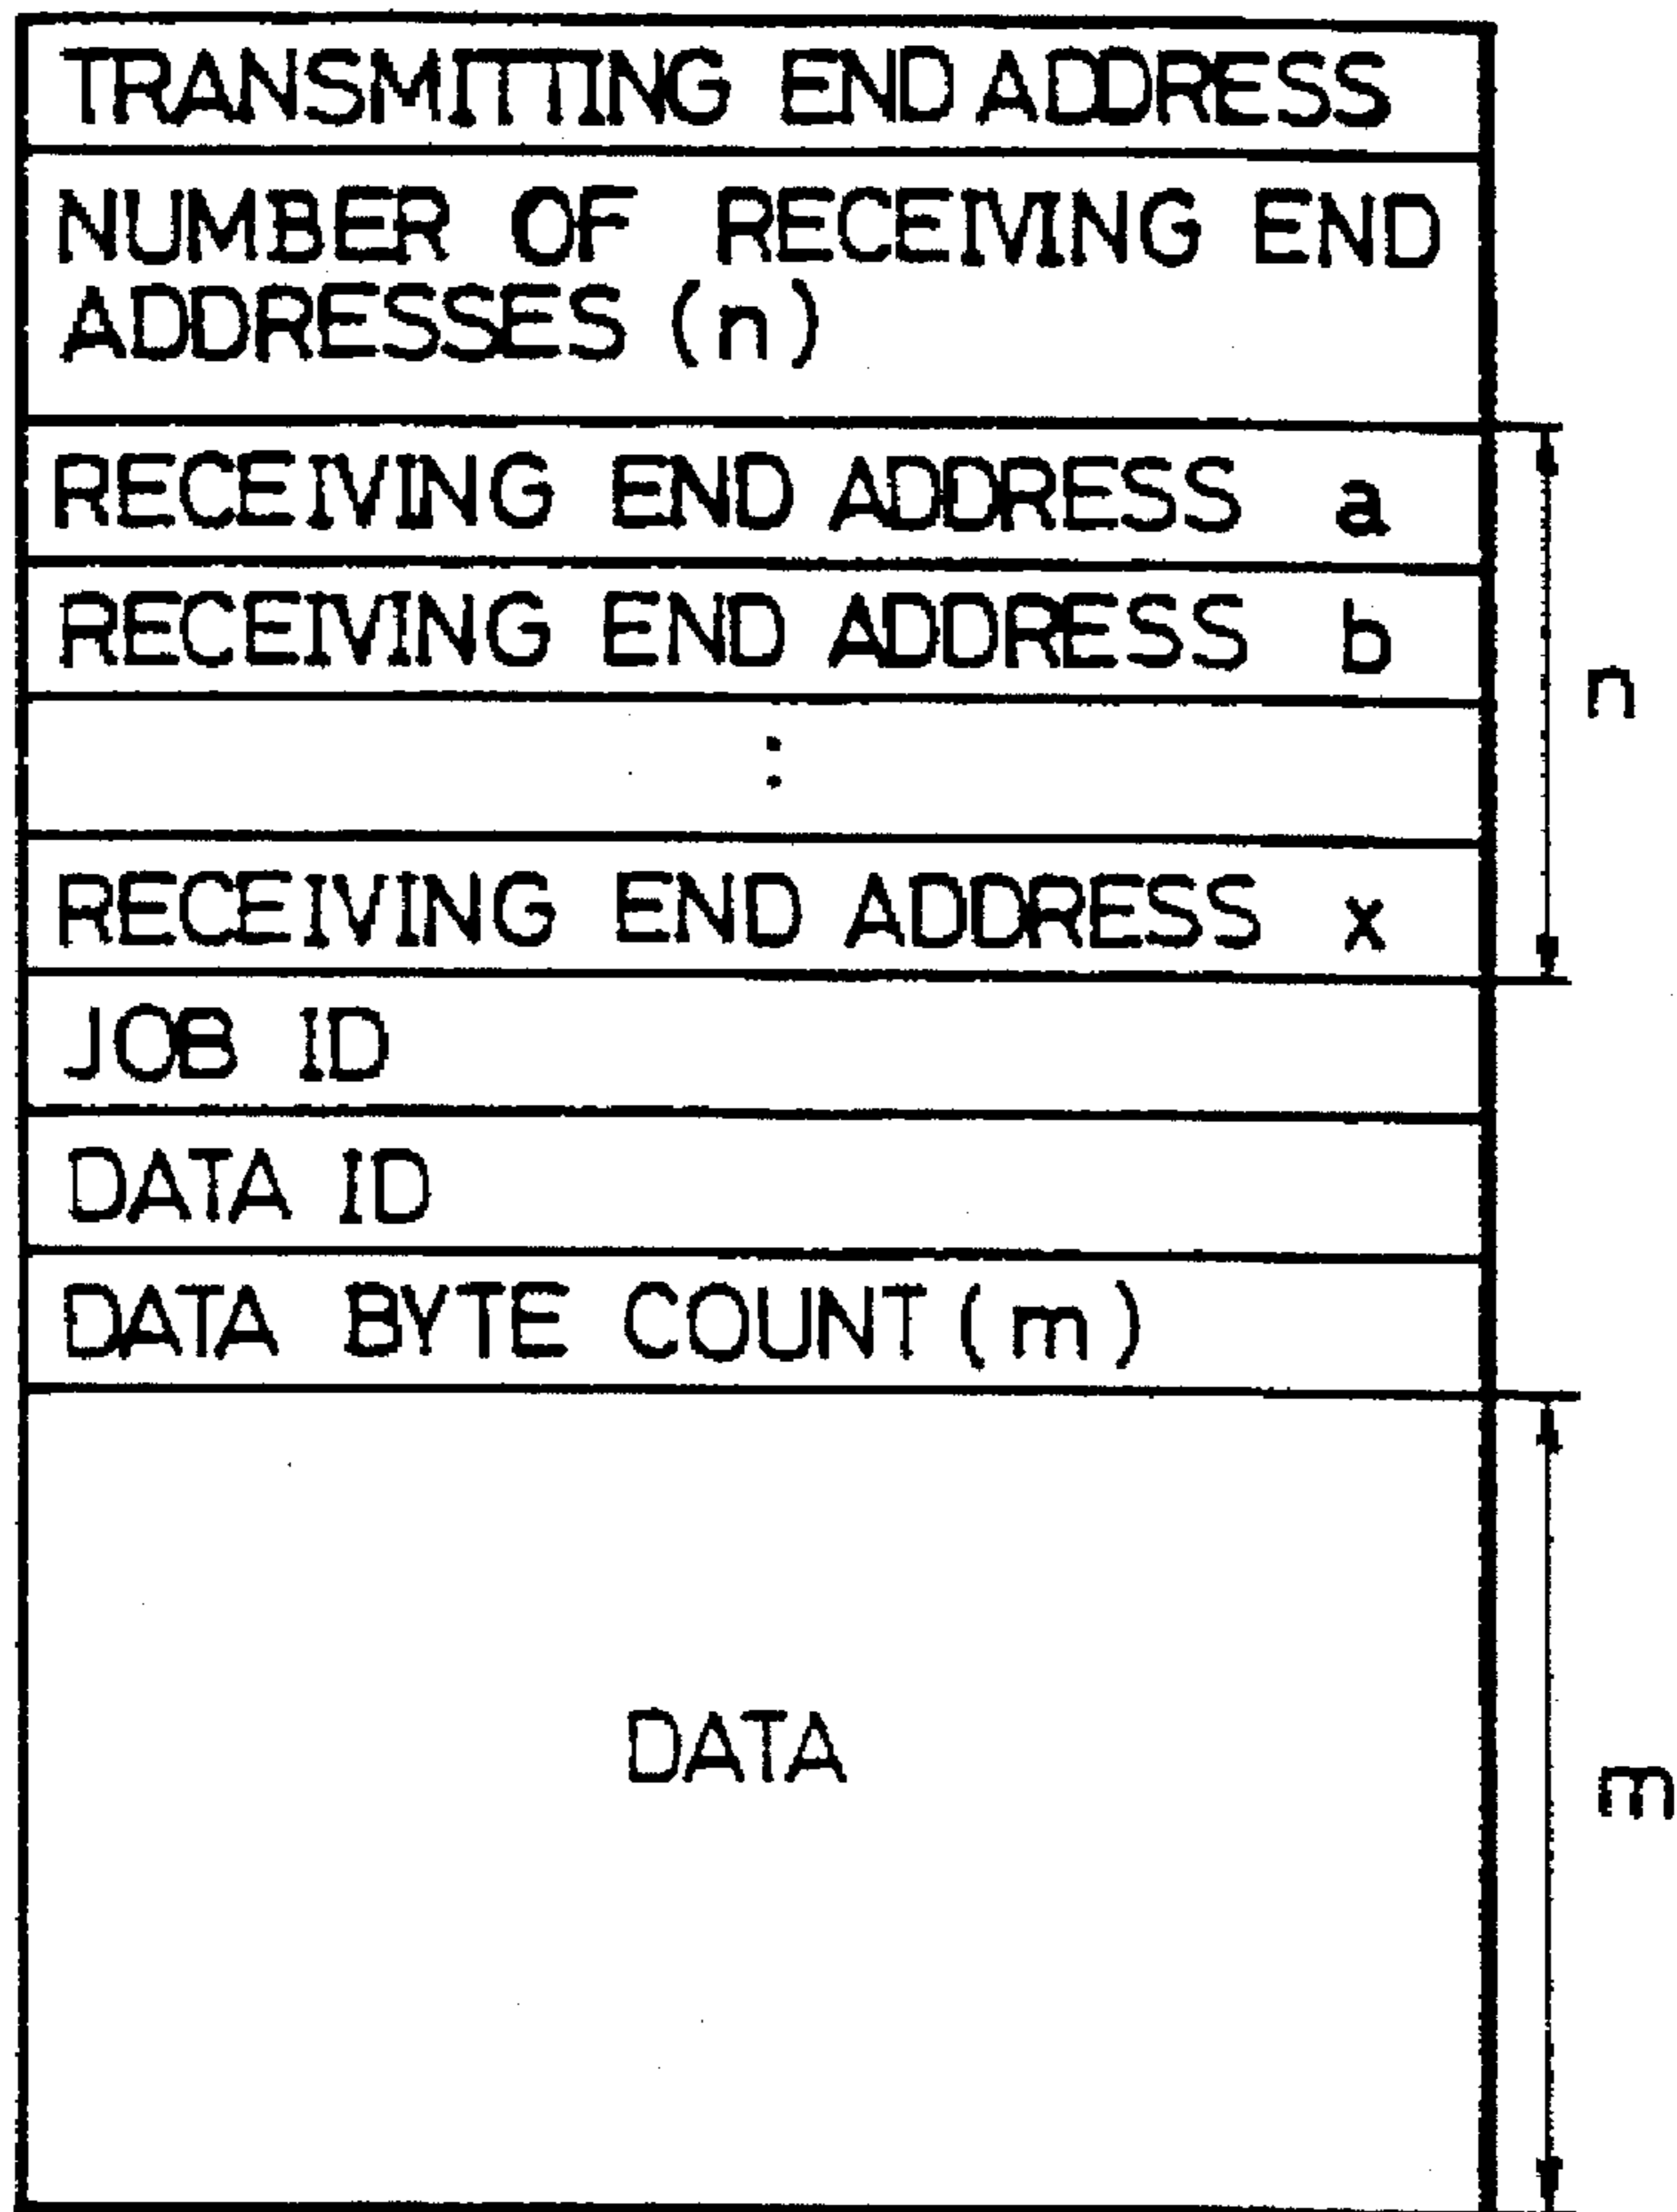 TRANSMITTING END ADDRESS
NUMBER OF RECEIVING END
ADDRESSES (n)
RECEIVING END ADDRESS a
RECEIVING END ADDRESS b
:
RECEIVING END ADDRESS x
n
JOB ID
DATA ID
DATA BYTE COUNT (m)
DATA
m